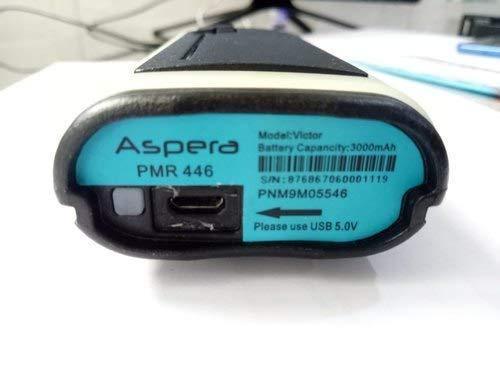 Aspera
PMR 446
Model:Victor
Battery Capacity:3000mAh
S/N:876867060001119
PNM9M05546
Please use USB 5.0V